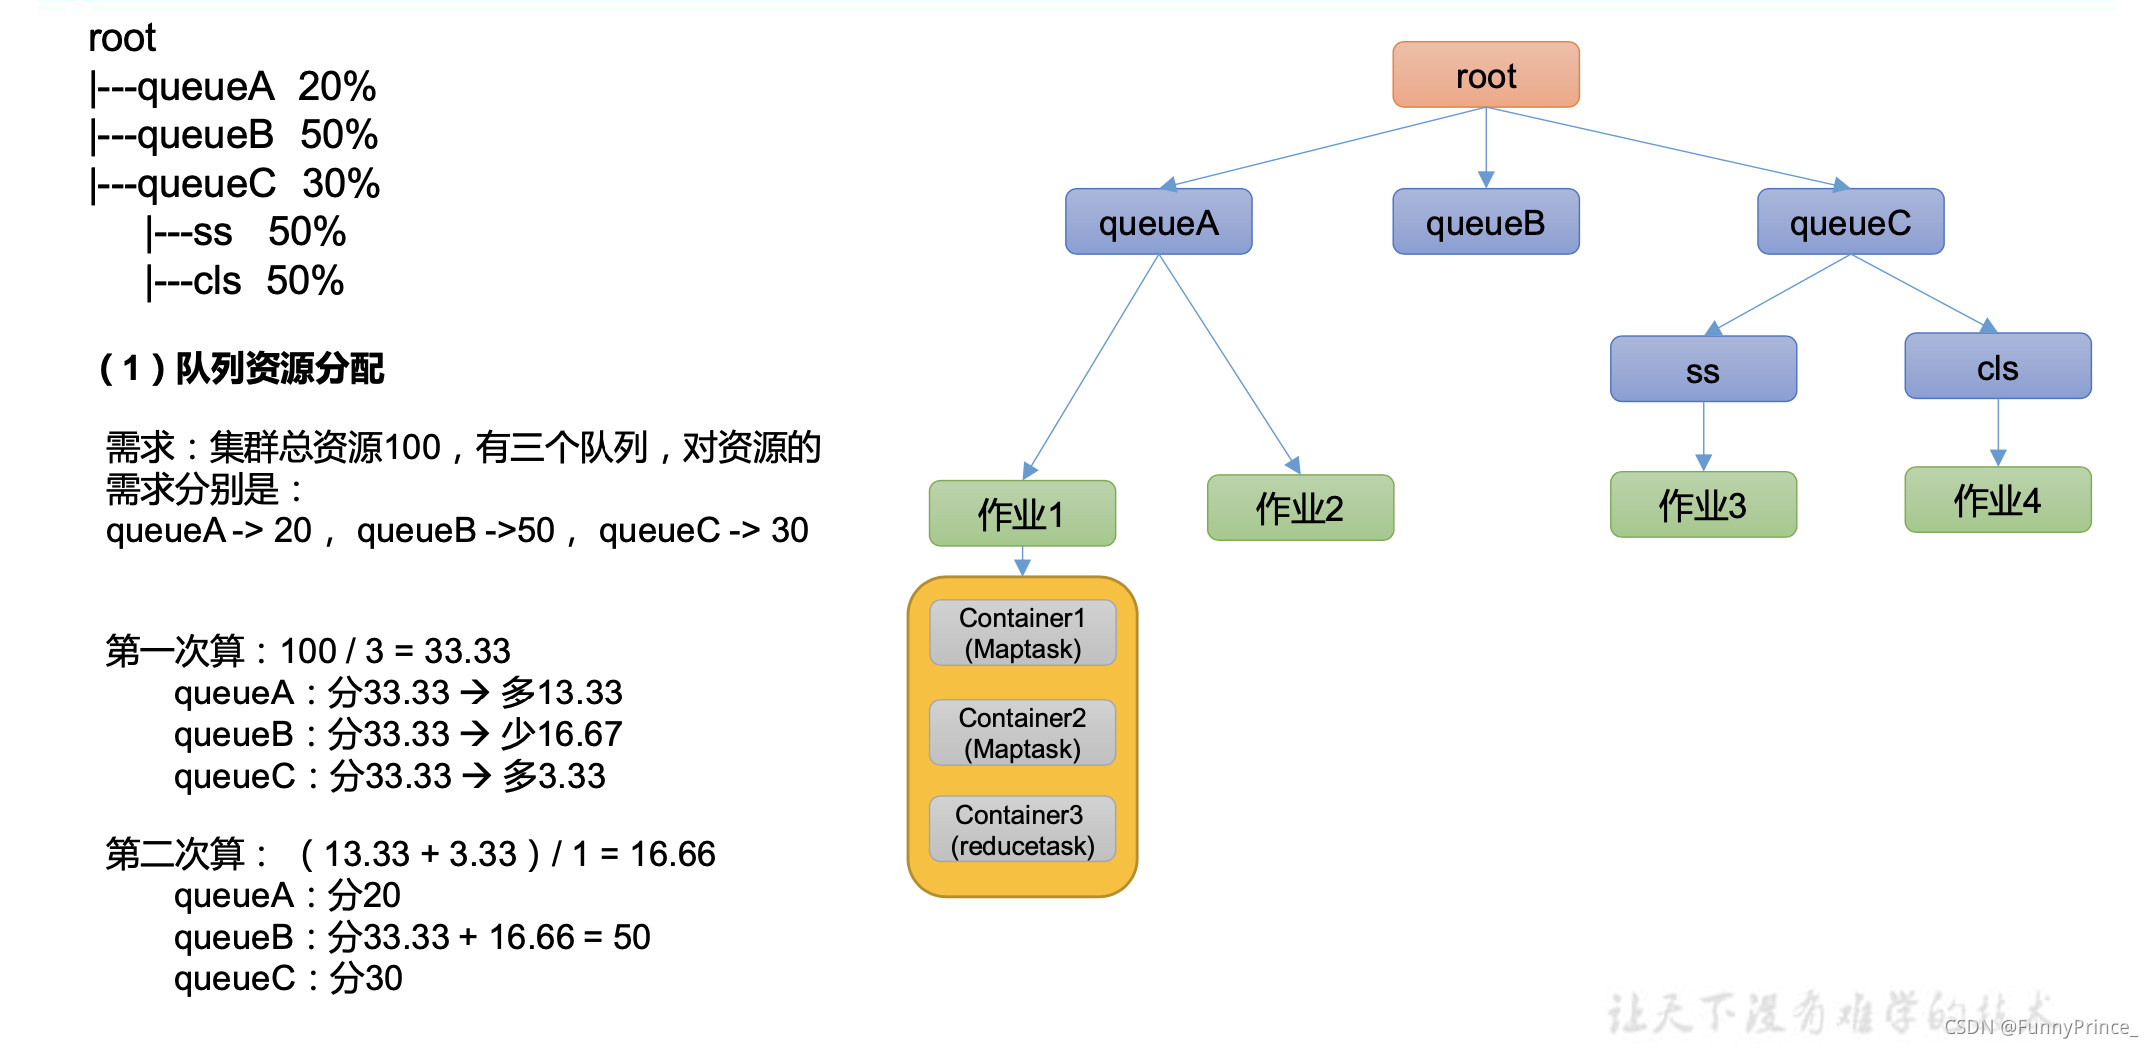 root
|---queueA 20%
|---queueB 50%
|---queueC 30%
|---ss 50%
|---cls 50%
（1）队列资源分配
需求：集群总资源100，有三个队列，对资源的
需求分别是：
queueA -> 20， queueB ->50， queueC -> 30
第一次算：100 / 3 = 33.33
queueA：分33.33 → 多13.33
queueB：分33.33 → 少16.67
queueC：分33.33 → 多3.33
第二次算：（13.33 + 3.33）/ 1 = 16.66
queueA：分20
queueB：分33.33 + 16.66 = 50
queueC：分30
root
queueA
queueB
queueC
ss
cls
作业1
作业2
作业3
作业4
Container1
(Maptask)
Container2
(Maptask)
Container3
(reducetask)
让天下没有难学的技术
CSDN @FunnyPrince_